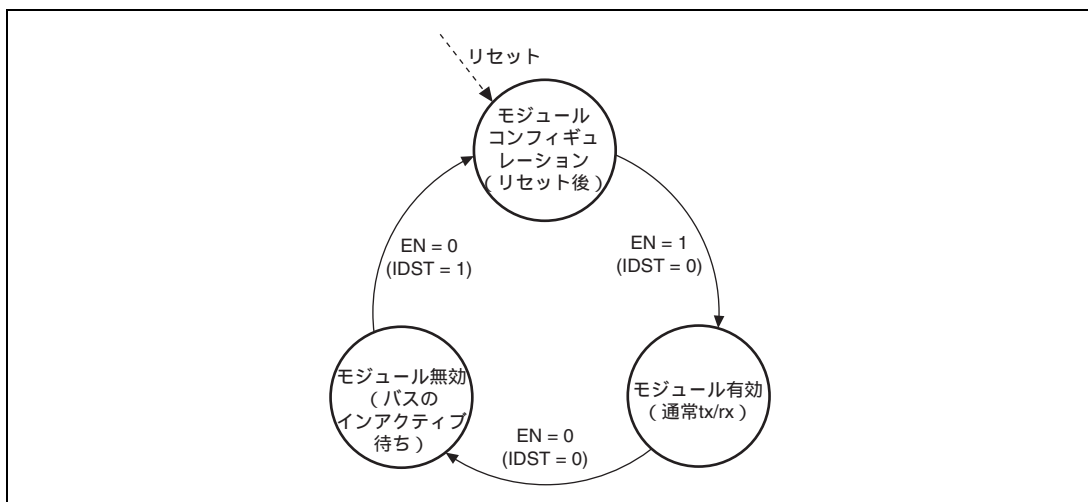 リセット
モジュール
コンフィギュ
レーション
(リセット後)
EN = 0
(IDST = 1)
EN = 1
(IDST = 0)
モジュール無効
(バスの
インアクティブ
待ち)
モジュール有効
(通常tx/rx)
EN = 0
(IDST = 0)